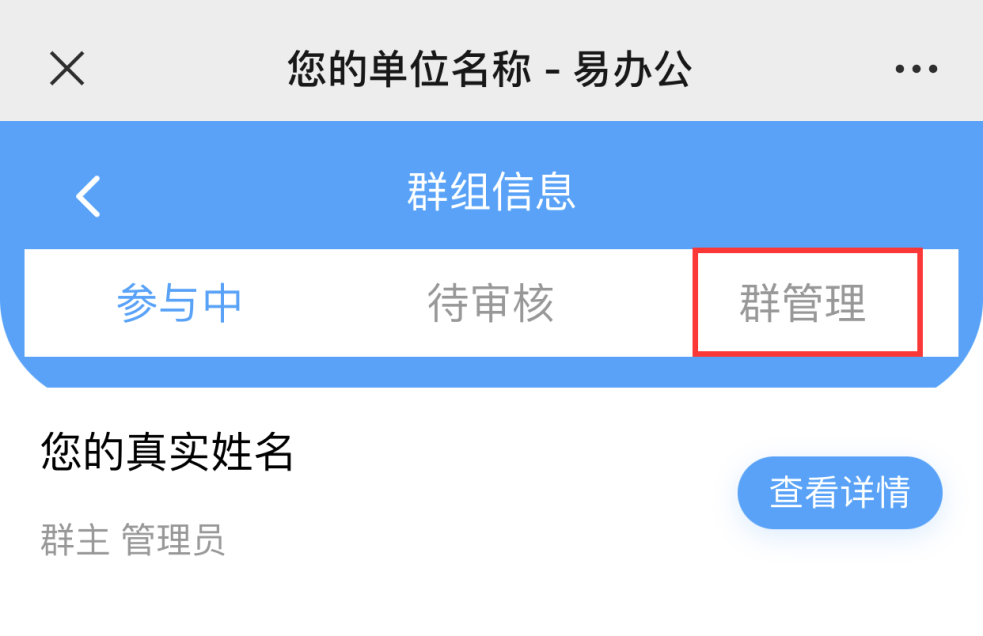 您的单位名称 - 易办公
群组信息
参与中 待审核 群管理
您的真实姓名
查看详情
群主 管理员